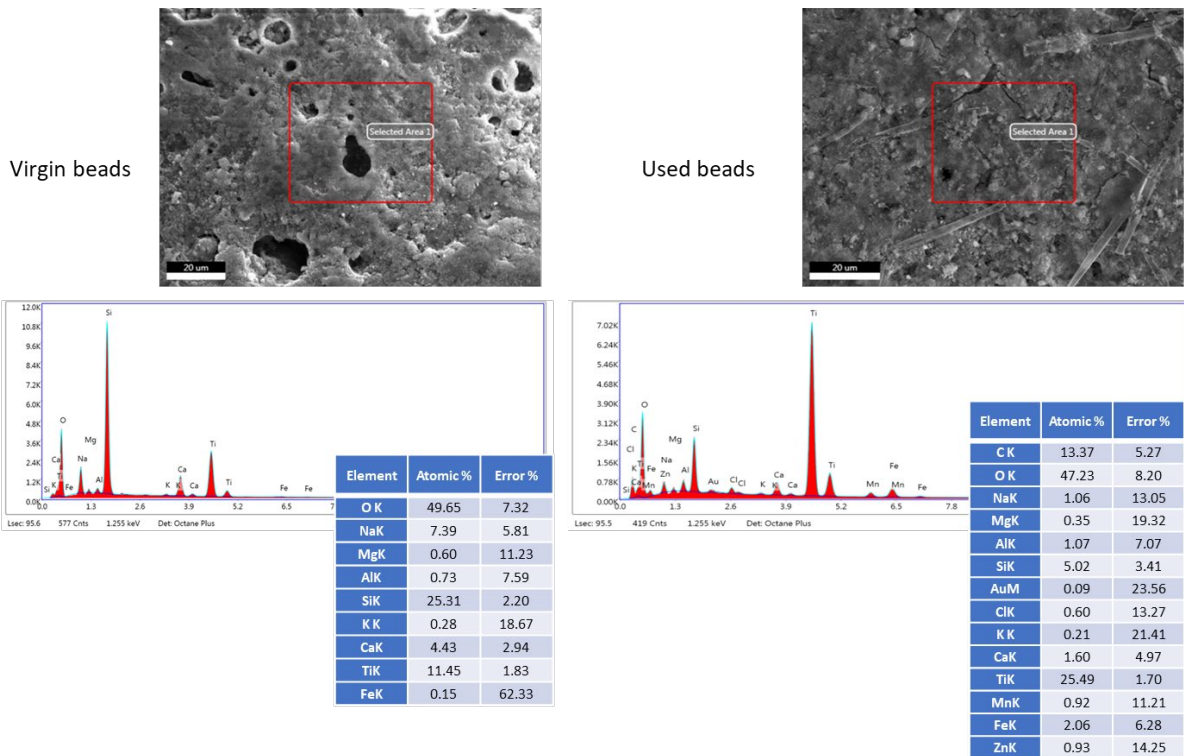 Virgin beads
Selected Area 1
20 um
Used beads
Selected Area 1
20 um
12.0K
10.8K
9.6K
8.4K
7.2K
6.0K
4.8K
3.6K
2.4K
1.2K
0.0K
Si
O
Mg
Ca Na
Ti
K Al
Si Fe
Ca
K K Ca
Ti
Ti
Fe Fe
0.0 1.3 2.6 3.9 5.2 6.5
Lsec: 95.6 577 Cnts 1.255 keV Det: Octane Plus
Element Atomic % Error %
O K 49.65 7.32
NaK 7.39 5.81
MgK 0.60 11.23
AlK 0.73 7.59
SiK 25.31 2.20
K K 0.28 18.67
CaK 4.43 2.94
TiK 11.45 1.83
FeK 0.15 62.33
7.02K
6.24K
5.46K
4.68K
3.90K
3.12K
2.34K
1.56K
0.78K
0.00K
Ti
O
C Mg Si
Cl
Na
K Ti Fe Zn Al
Ca Mn
Si
Au Cl Cl
K K Ca
Ca
Ti
Mn Fe
Mn Fe
0.0 1.3 2.6 3.9 5.2 6.5 7.8
Lsec: 95.5 419 Cnts 1.255 keV Det: Octane Plus
Element Atomic % Error %
C K 13.37 5.27
O K 47.23 8.20
NaK 1.06 13.05
MgK 0.35 19.32
AlK 1.07 7.07
SiK 5.02 3.41
AuM 0.09 23.56
ClK 0.60 13.27
K K 0.21 21.41
CaK 1.60 4.97
TiK 25.49 1.70
MnK 0.92 11.21
FeK 2.06 6.28
ZnK 0.93 14.25